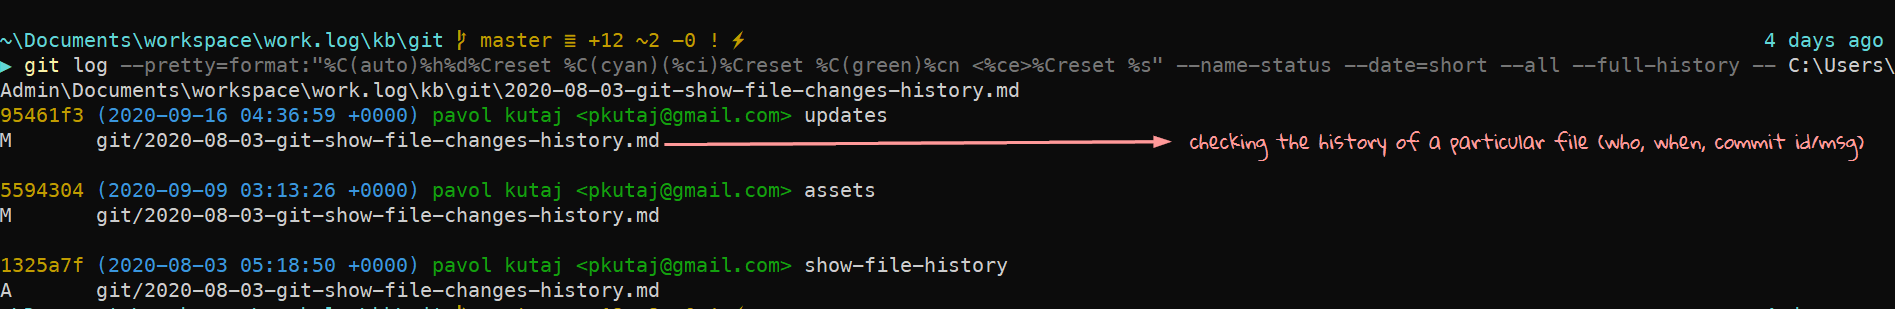 ~\Documents\workspace\work.log\kb\git master ≣ +12 ~2 -0 ! 4 days ago
▶ git log --pretty=format:"%C(auto)%h%d%Creset %C(cyan)(%ci)%Creset %C(green)%cn <%ce>%Creset %s" --name-status --date=short --all --full-history -- C:\Users\
Admin\Documents\workspace\work.log\kb\git\2020-08-03-git-show-file-changes-history.md
95461f3 (2020-09-16 04:36:59 +0000) pavol kutaj <pkutaj@gmail.com> updates
M git/2020-08-03-git-show-file-changes-history.md checking the history of a particular file (who, when, commit id/msg)
5594304 (2020-09-09 03:13:26 +0000) pavol kutaj <pkutaj@gmail.com> assets
M git/2020-08-03-git-show-file-changes-history.md
1325a7f (2020-08-03 05:18:50 +0000) pavol kutaj <pkutaj@gmail.com> show-file-history
A git/2020-08-03-git-show-file-changes-history.md